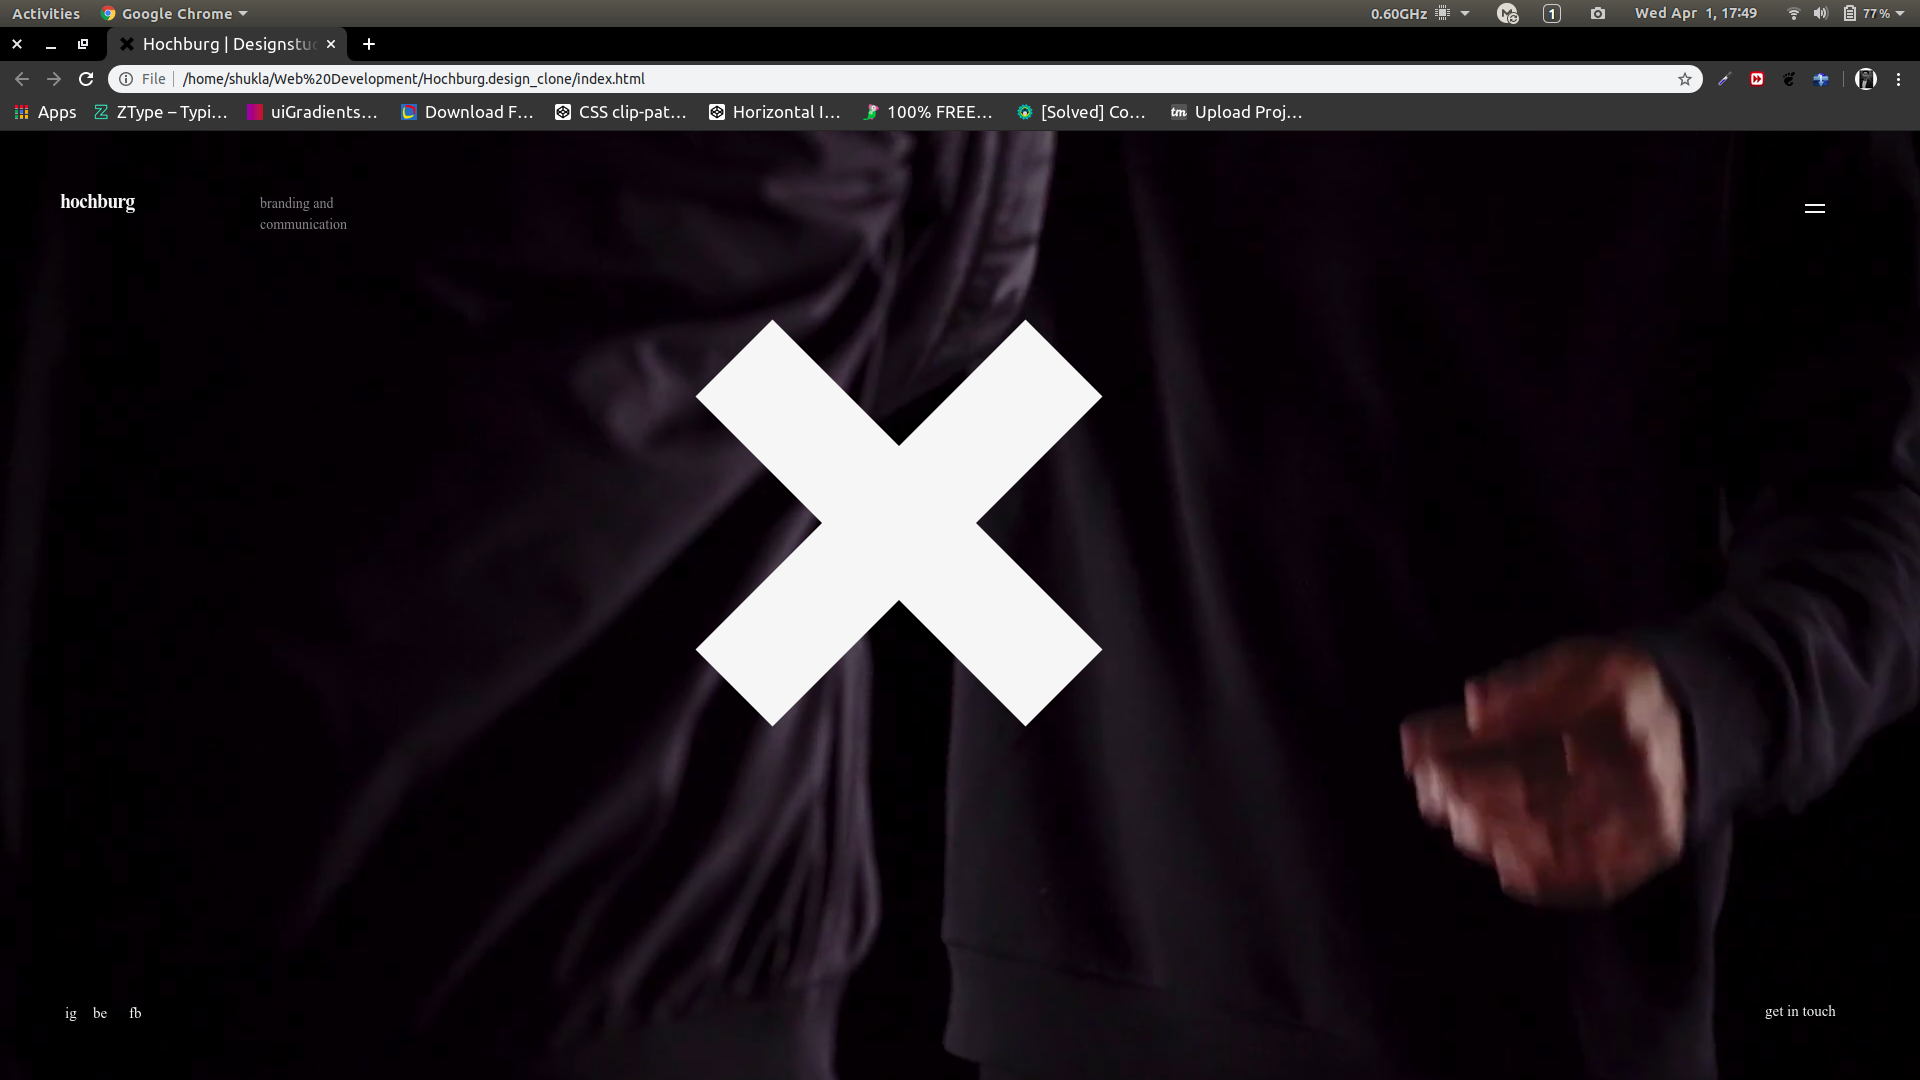 Activities Google Chrome 0.60GHz 1 Wed Apr 1, 17:49 77%
Hochburg | Designstu
File /home/shukla/Web%20Development/Hochburg.design_clone/index.html
Apps ZType – Typi… uiGradients… Download F… CSS clip-pat… Horizontal I… 100% FREE… [Solved] Co… tm Upload Proj…
hochburg
branding and
communication
ig be fb
get in touch